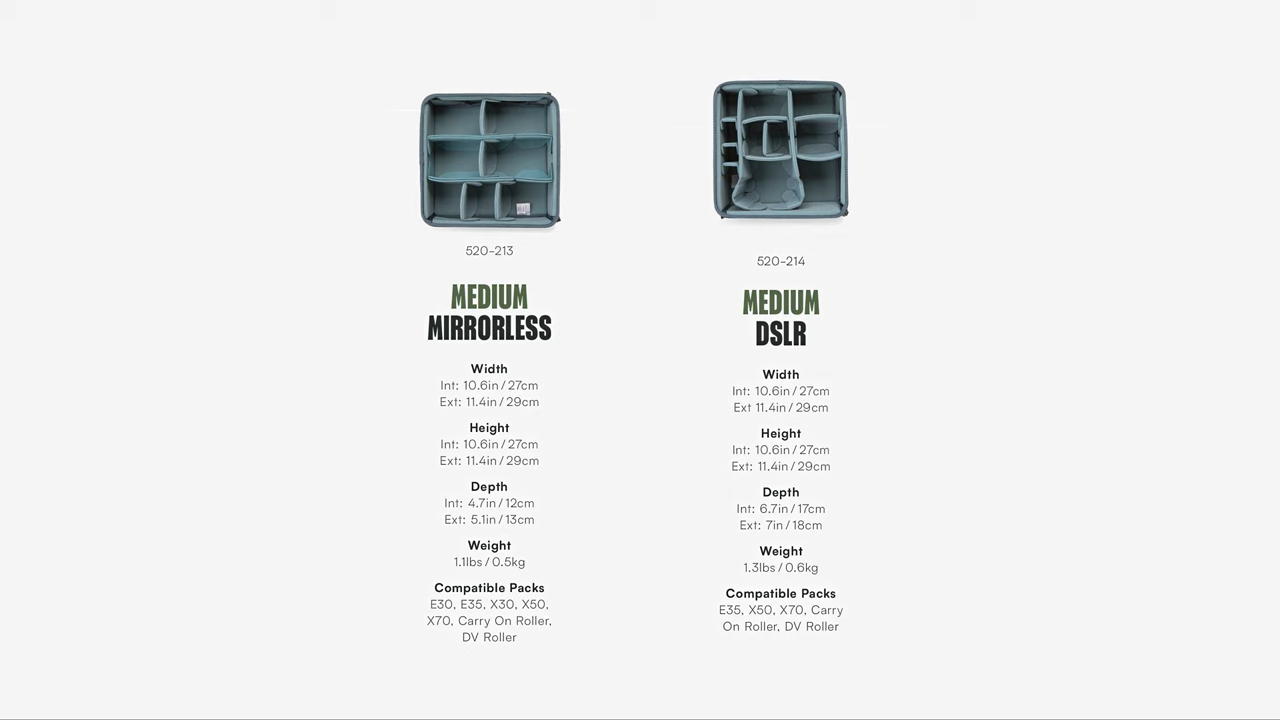 520-213
MEDIUM
MIRRORLESS
Width
Int: 10.6in / 27cm
Ext: 11.4in / 29cm
Height
Int: 10.6in / 27cm
Ext: 11.4in / 29cm
Depth
Int: 4.7in / 12cm
Ext: 5.1in / 13cm
Weight
1.1lbs / 0.5kg
Compatible Packs
E30, E35, X30, X50,
X70, Carry On Roller,
DV Roller
520-214
MEDIUM
DSLR
Width
Int: 10.6in / 27cm
Ext 11.4in / 29cm
Height
Int: 10.6in / 27cm
Ext: 11.4in / 29cm
Depth
Int: 6.7in / 17cm
Ext: 7in / 18cm
Weight
1.3lbs / 0.6kg
Compatible Packs
E35, X50, X70, Carry
On Roller, DV Roller